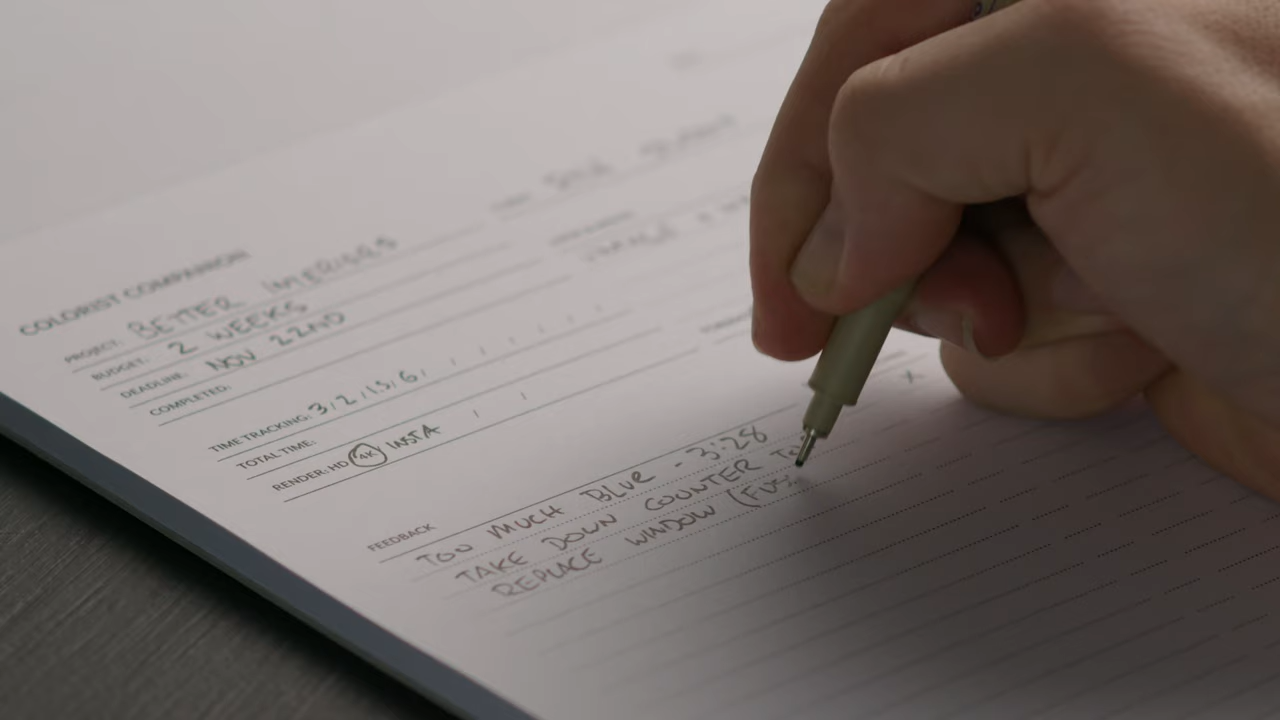 COLORIST COMPANION
PROJECT: BETTER INTERIORS
BUDGET: 2 WEEKS
DEADLINE: NOV 22ND
COMPLETED:
TIME TRACKING: 3, 2, 1.5, 6,
TOTAL TIME:
RENDER: HD 4K INSTA
FEEDBACK
TOO MUCH BLUE - 3:28
TAKE DOWN COUNTER
REPLACE WINDOW (FUS